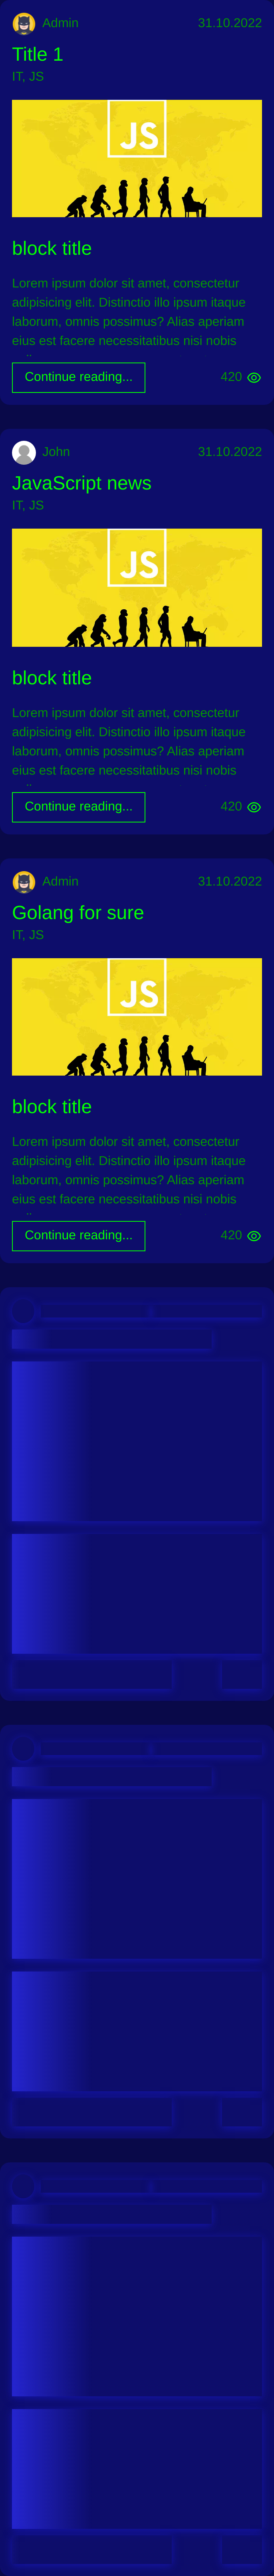 Admin 31.10.2022
Title 1
IT, JS
JS
block title
Lorem ipsum dolor sit amet, consectetur
adipisicing elit. Distinctio illo ipsum itaque
laborum, omnis possimus? Alias aperiam
eius est facere necessitatibus nisi nobis
Continue reading... 420
John 31.10.2022
JavaScript news
IT, JS
JS
block title
Lorem ipsum dolor sit amet, consectetur
adipisicing elit. Distinctio illo ipsum itaque
laborum, omnis possimus? Alias aperiam
eius est facere necessitatibus nisi nobis
Continue reading... 420
Admin 31.10.2022
Golang for sure
IT, JS
JS
block title
Lorem ipsum dolor sit amet, consectetur
adipisicing elit. Distinctio illo ipsum itaque
laborum, omnis possimus? Alias aperiam
eius est facere necessitatibus nisi nobis
Continue reading... 420